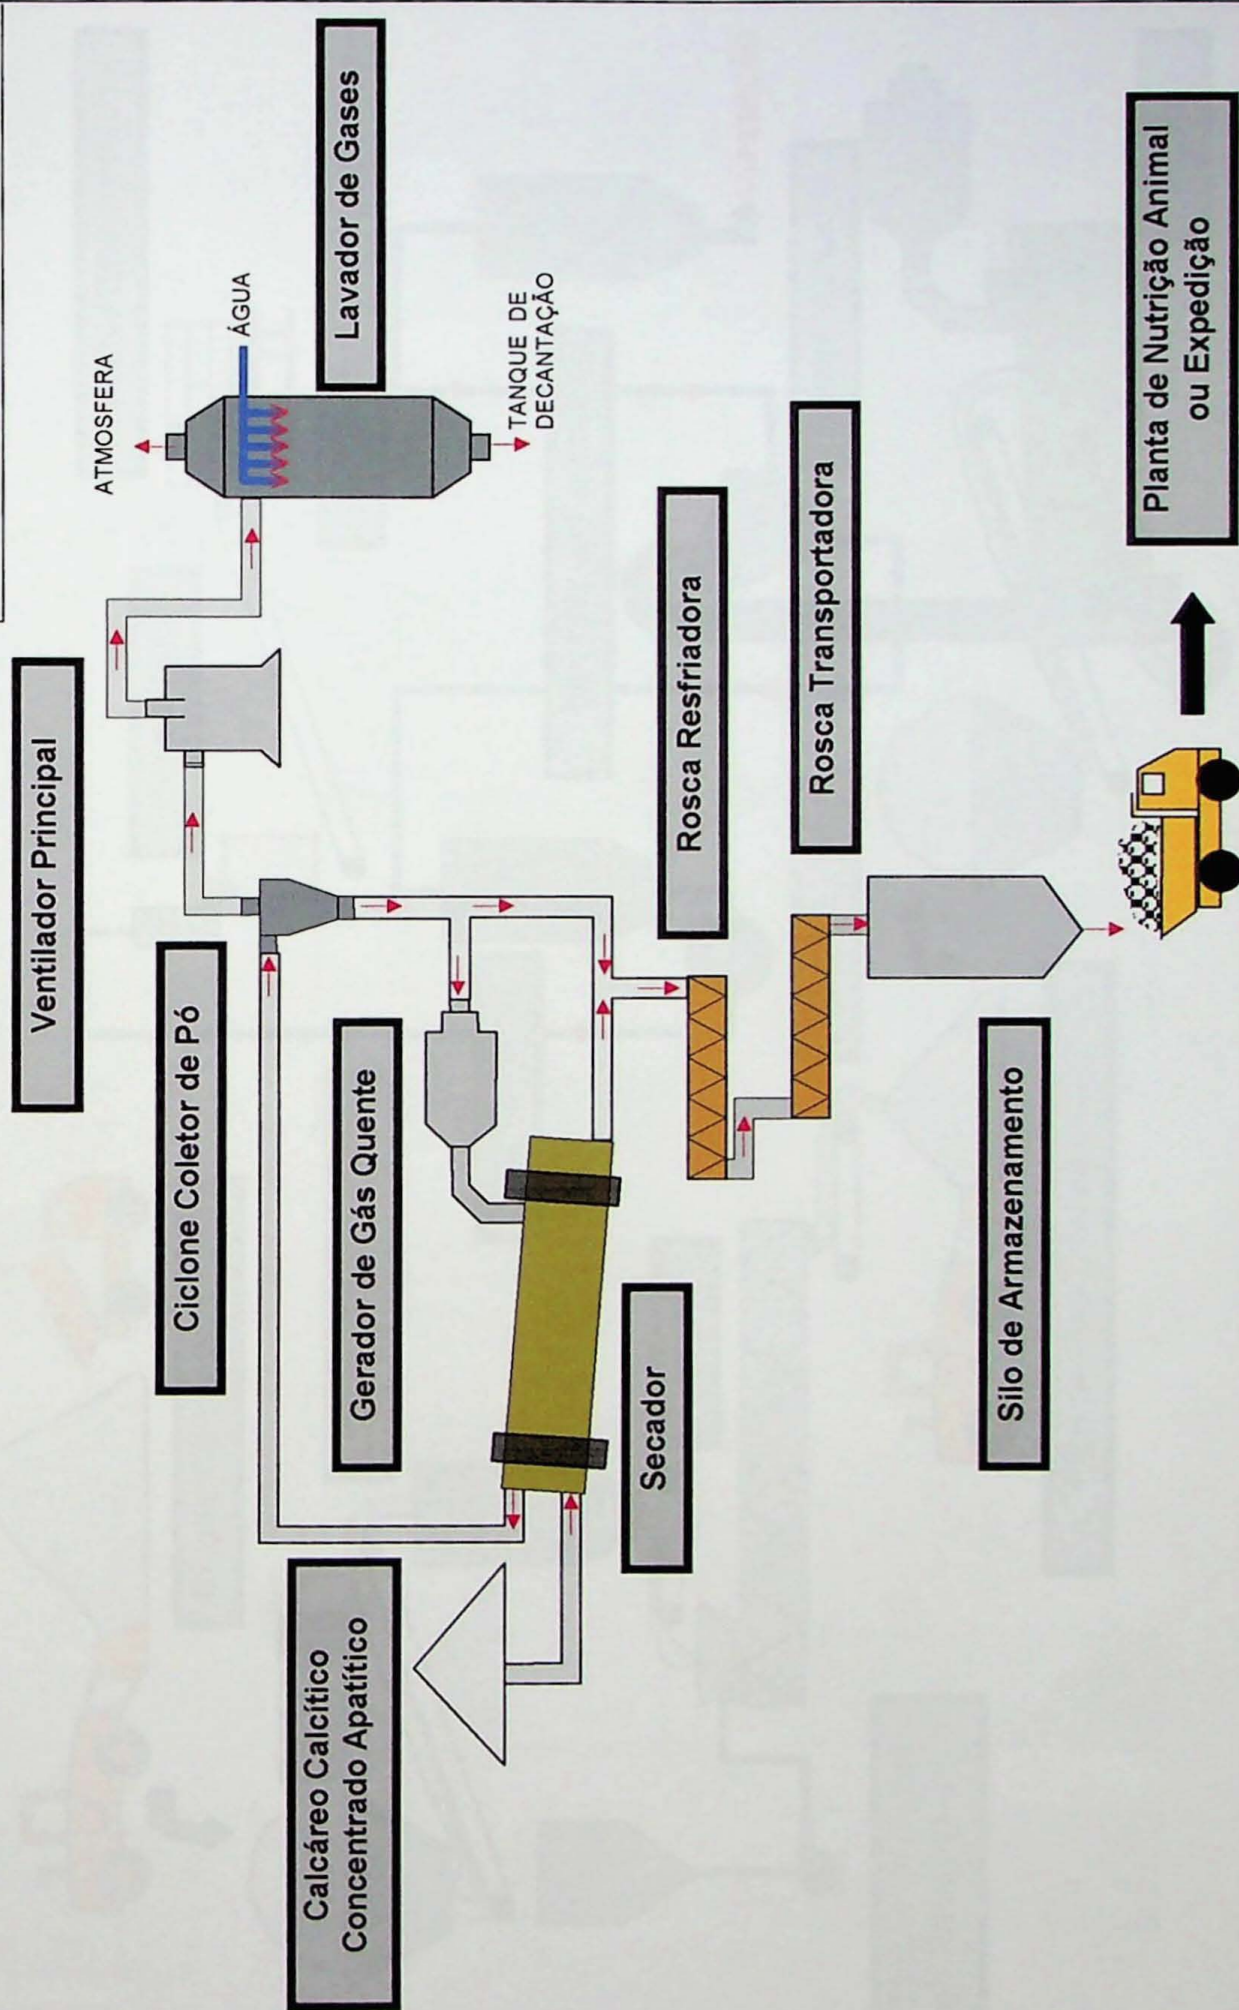 Ventilador Principal
ATMOSFERA
ÁGUA
Lavador de Gases
TANQUE DE
DECANTAÇÃO
Ciclone Coletor de Pó
Gerador de Gás Quente
Calcáreo Calcítico
Concentrado Apatítico
Secador
Rosca Resfriadora
Rosca Transportadora
Silo de Armazenamento
Planta de Nutrição Animal
ou Expedição